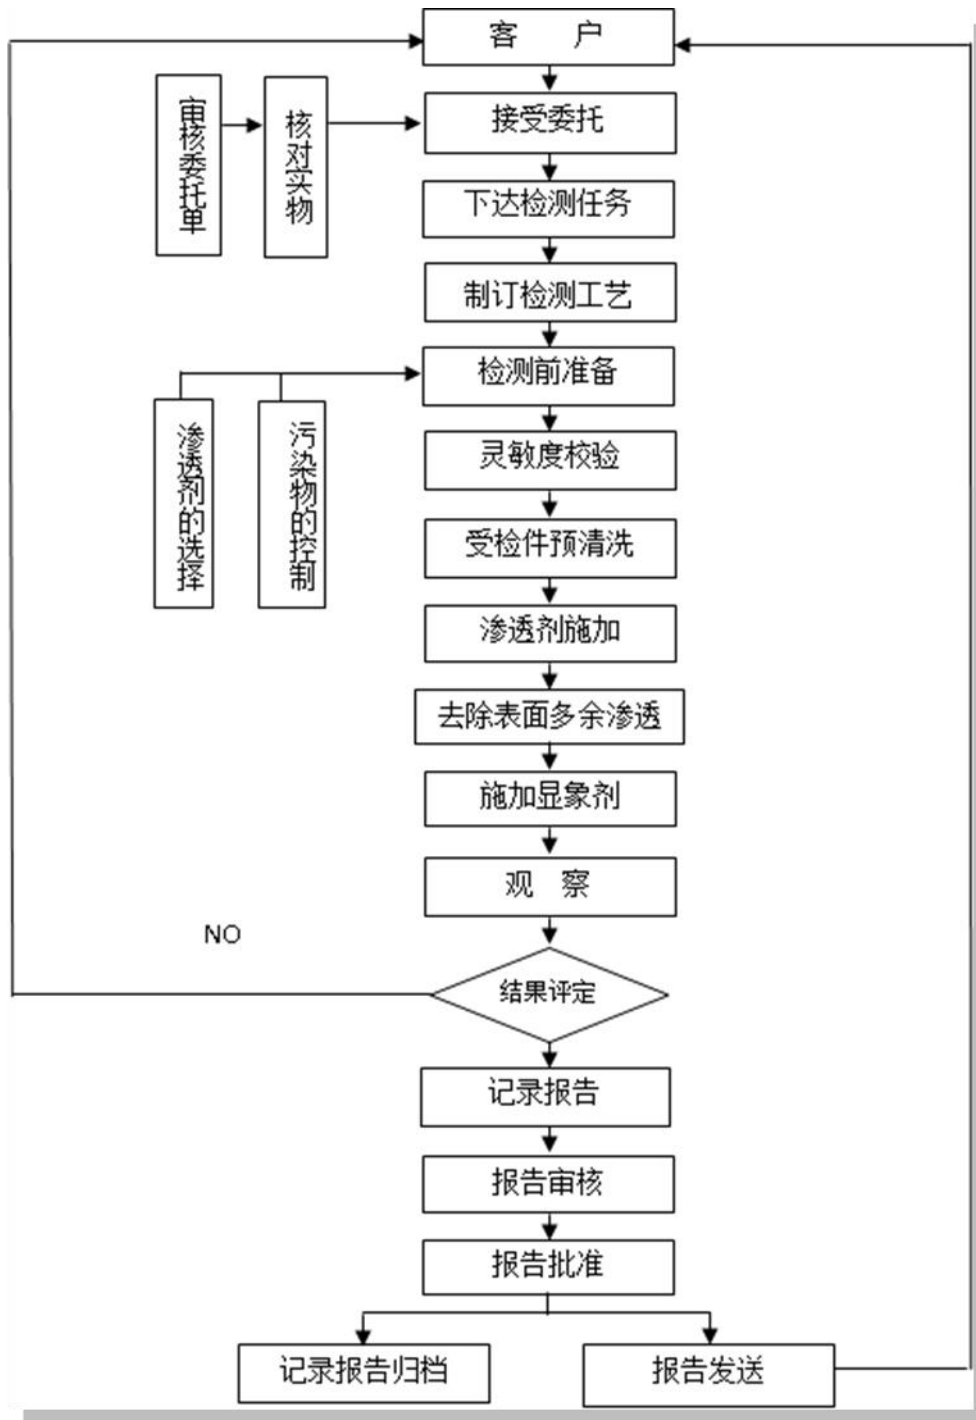 客 户
审核委托单
核对实物
接受委托
下达检测任务
制订检测工艺
检测前准备
渗透剂的选择
污染物的控制
灵敏度校验
受检件预清洗
渗透剂施加
去除表面多余渗透
施加显象剂
观 察
NO
结果评定
记录报告
报告审核
报告批准
记录报告归档
报告发送